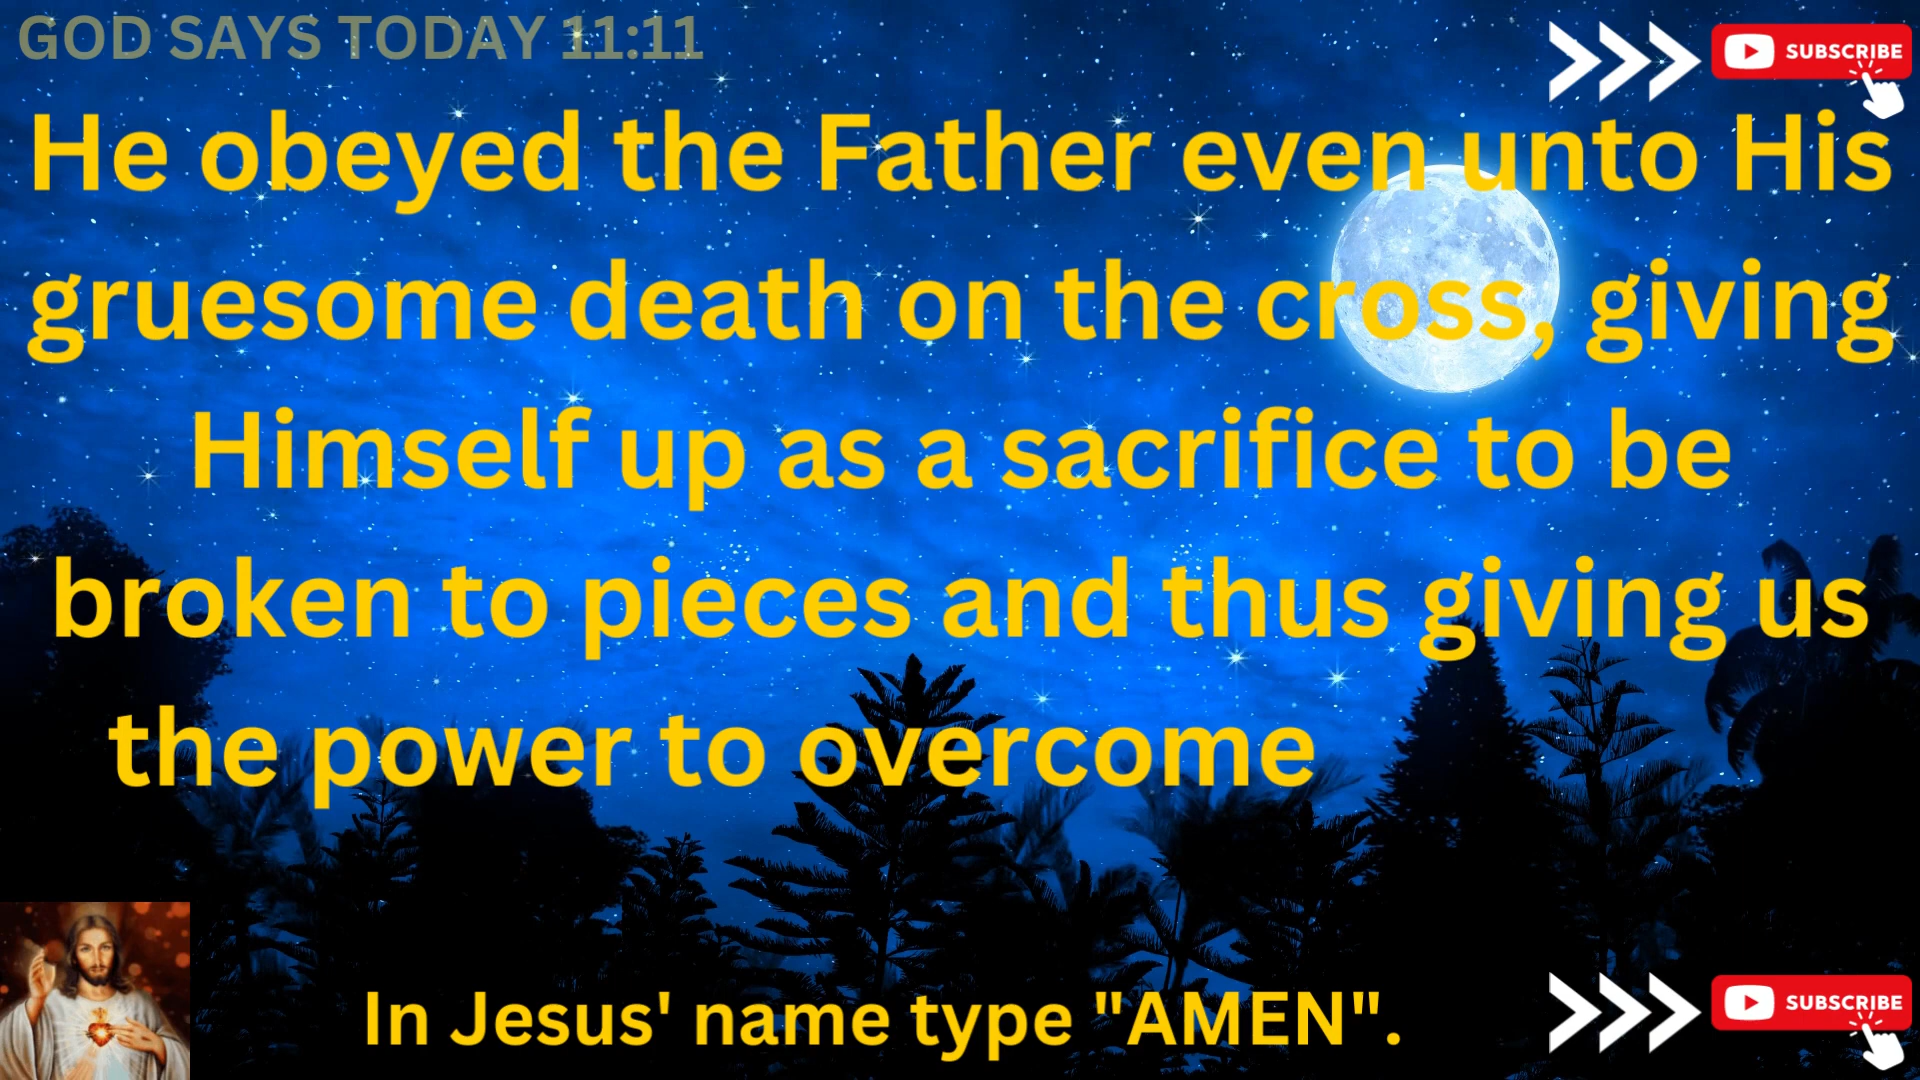 GOD SAYS TODAY 11:11
SUBSCRIBE
He obeyed the Father even unto His
gruesome death on the cross, giving
Himself up as a sacrifice to be
broken to pieces and thus giving us
the power to overcome
In Jesus' name type "AMEN".
SUBSCRIBE